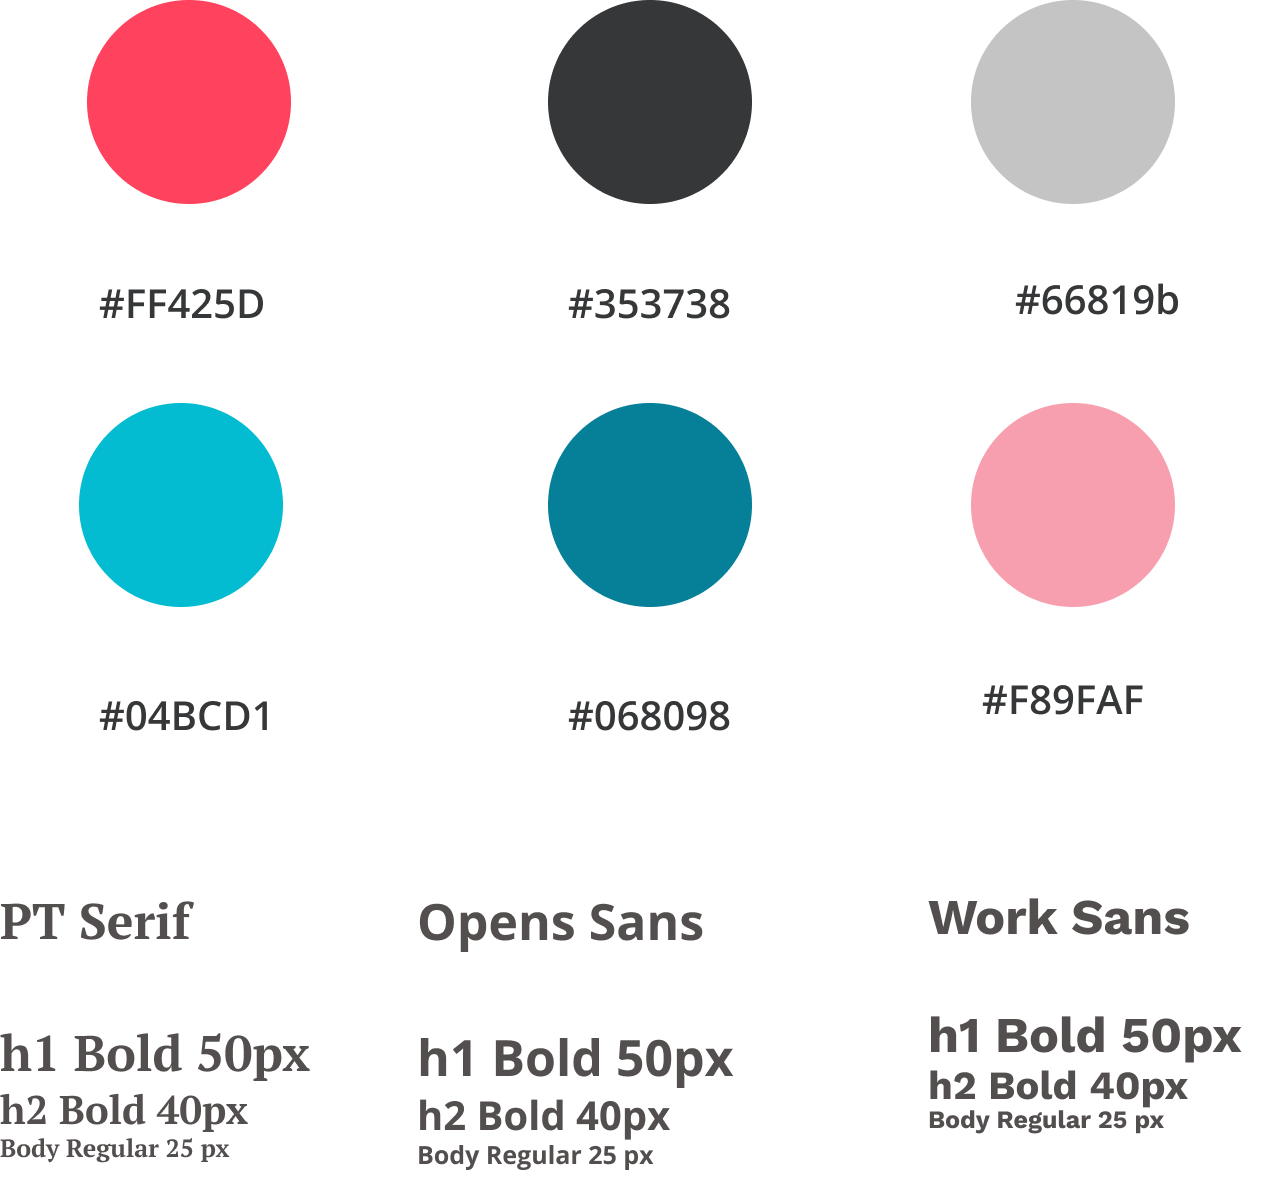 #FF425D
#353738
#66819b
#04BCD1
#068098
#F89FAF
PT Serif
h1 Bold 50px
h2 Bold 40px
Body Regular 25 px
Opens Sans
h1 Bold 50px
h2 Bold 40px
Body Regular 25 px
Work Sans
h1 Bold 50px
h2 Bold 40px
Body Regular 25 px